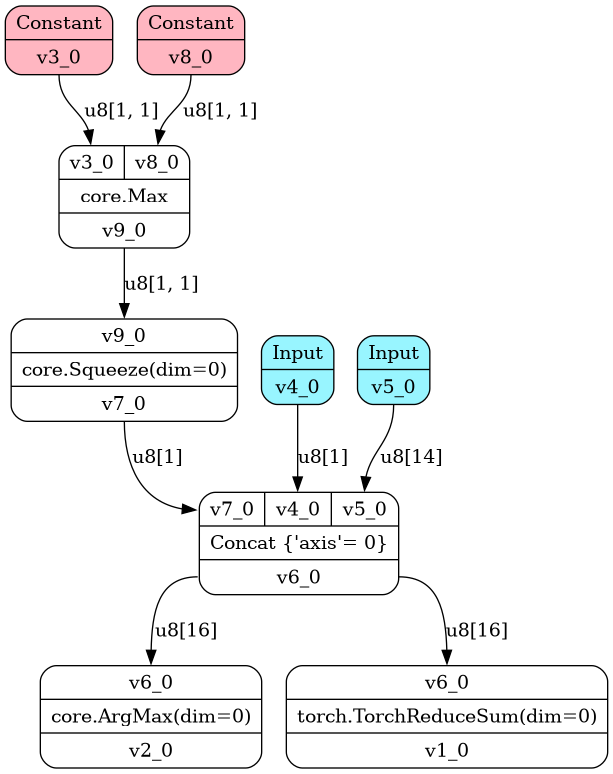 Constant
v3_0
Constant
v8_0
u8[1, 1]
u8[1, 1]
v3_0
v8_0
core.Max
v9_0
u8[1, 1]
v9_0
core.Squeeze(dim=0)
v7_0
Input
v4_0
Input
v5_0
u8[1]
u8[1]
u8[14]
v7_0
v4_0
v5_0
Concat {'axis'= 0}
v6_0
u8[16]
u8[16]
v6_0
core.ArgMax(dim=0)
v2_0
v6_0
torch.TorchReduceSum(dim=0)
v1_0